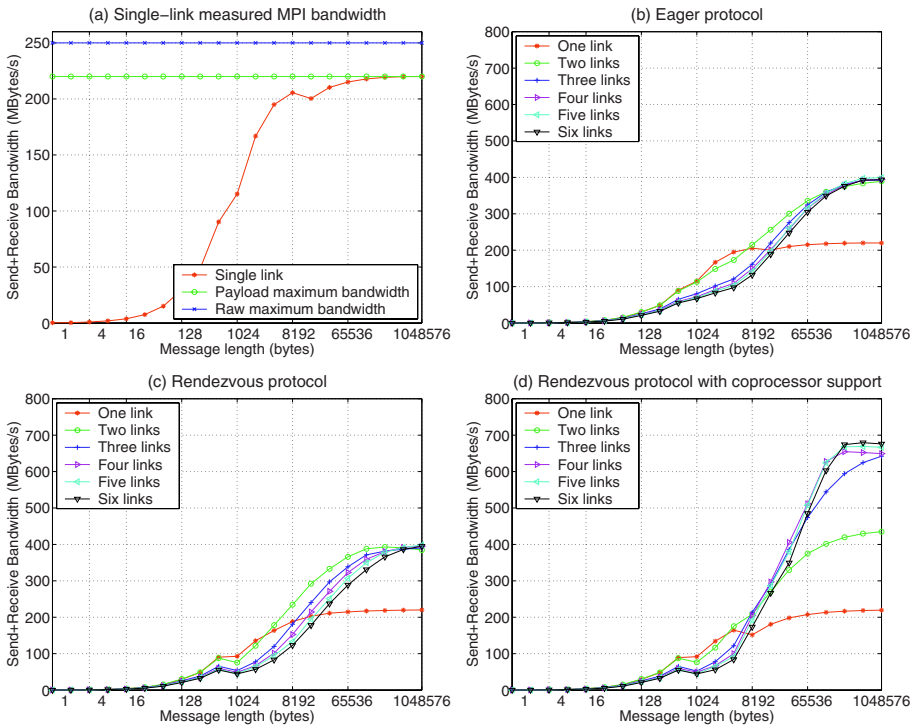 (a) Single−link measured MPI bandwidth
Send+Receive Bandwidth (MBytes/s)
250
200
150
100
50
0
Single link
Payload maximum bandwidth
Raw maximum bandwidth
1 4 16 128 1024 8192 65536 1048576
Message length (bytes)
(b) Eager protocol
Send+Receive Bandwidth (MBytes/s)
800
700
600
500
400
300
200
100
0
One link
Two links
Three links
Four links
Five links
Six links
1 4 16 128 1024 8192 65536 1048576
Message length (bytes)
(c) Rendezvous protocol
Send+Receive Bandwidth (MBytes/s)
800
700
600
500
400
300
200
100
0
One link
Two links
Three links
Four links
Five links
Six links
1 4 16 128 1024 8192 65536 1048576
Message length (bytes)
(d) Rendezvous protocol with coprocessor support
Send+Receive Bandwidth (MBytes/s)
800
700
600
500
400
300
200
100
0
One link
Two links
Three links
Four links
Five links
Six links
1 4 16 128 1024 8192 65536 1048576
Message length (bytes)